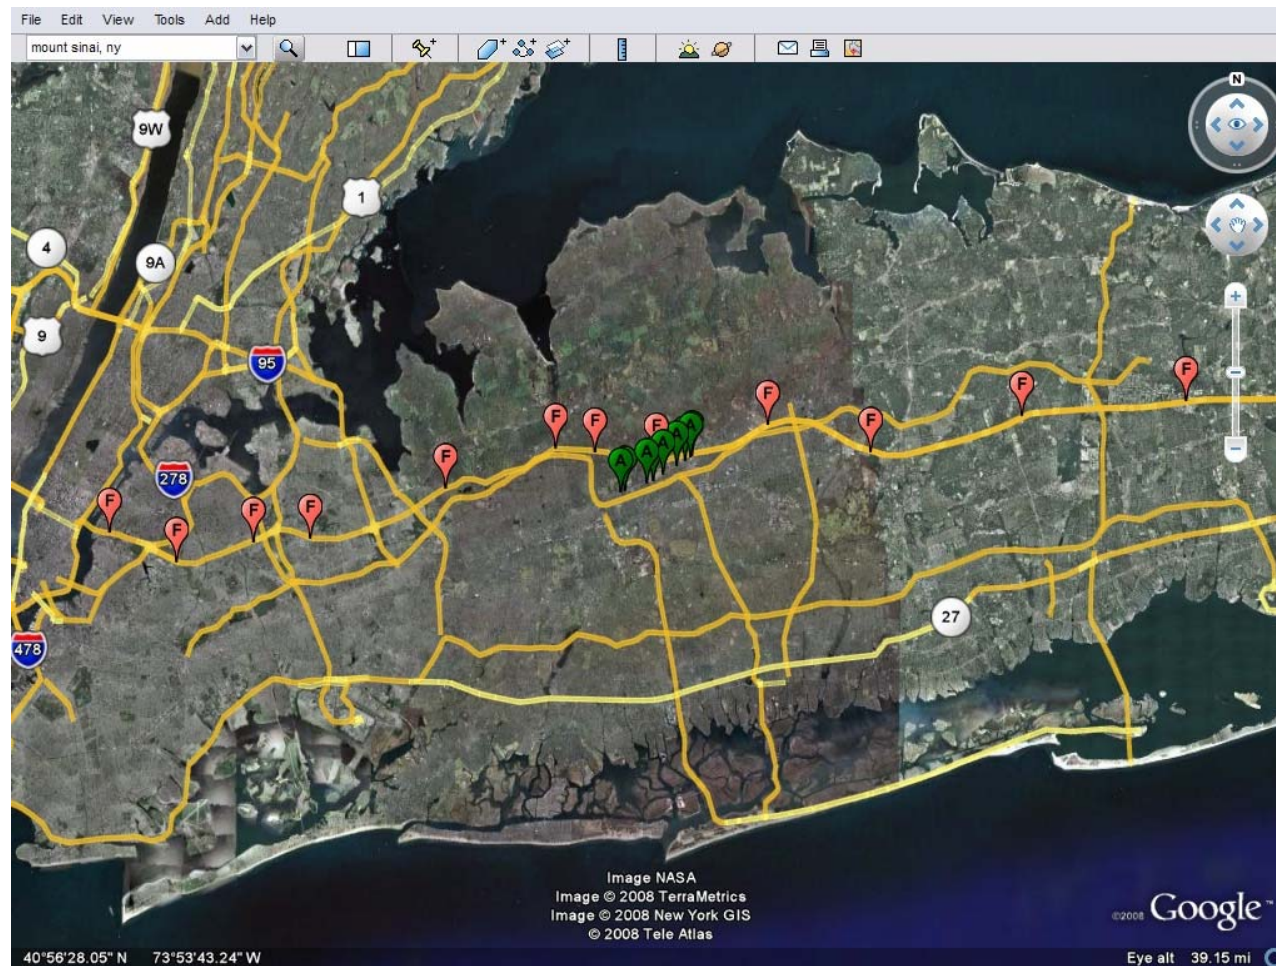 File Edit View Tools Add Help
mount sinai, ny
N
9W
1
4
9A
9
95
F
F
F
F
F
F
F
F
A
A
A
A
A
F
278
F
F
F
F
27
478
Image NASA
Image © 2008 TerraMetrics
Image © 2008 New York GIS
© 2008 Tele Atlas
©2008 Google™
40°56'28.05" N 73°53'43.24" W
Eye alt 39.15 mi